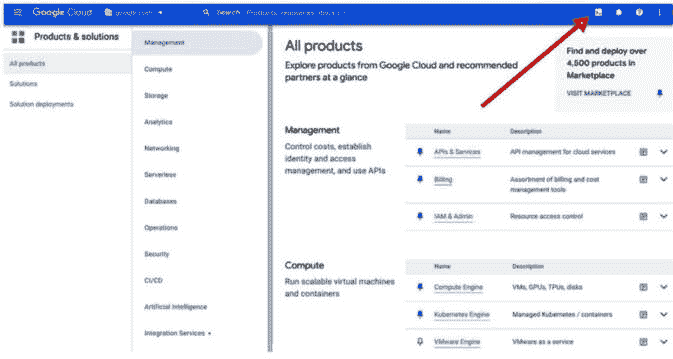 Google Cloud
google.com
Search
Products & solutions
All products
Solutions
Solution deployments
Management
Compute
Storage
Analytics
Networking
Serverless
Databases
Operations
Security
CI/CD
Artificial Intelligence
Integration Services
All products
Explore products from Google Cloud and recommended
partners at a glance
Find and deploy over
4,500 products in
Marketplace
VISIT MARKETPLACE
Management
Control costs, establish
identity and access
management, and use APIs
Name Description
APIs & Services API management for cloud services
Billing Assortment of billing and cost
management tools
IAM & Admin Resource access control
Compute
Run scalable virtual machines
and containers
Name Description
Compute Engine VMs, GPUs, TPUs, disks
Kubernetes Engine Managed Kubernetes / containers
VMware Engine VMware as a service